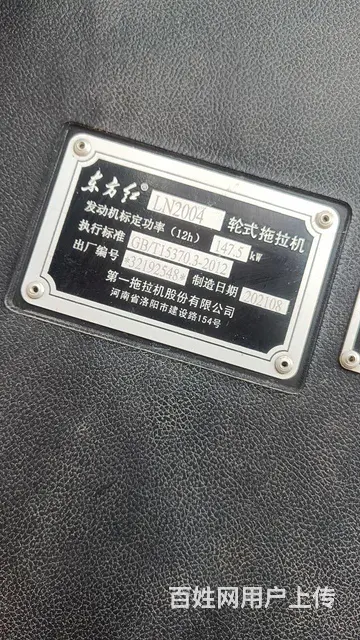 东方红® LN2004 轮式拖拉机
发动机标定功率（12h） 147.5 kW
执行标准 GB/T15370.3-2012
出厂编号 *32192548* 制造日期 202108
第一拖拉机股份有限公司
河南省洛阳市建设路154号
百姓网用户上传